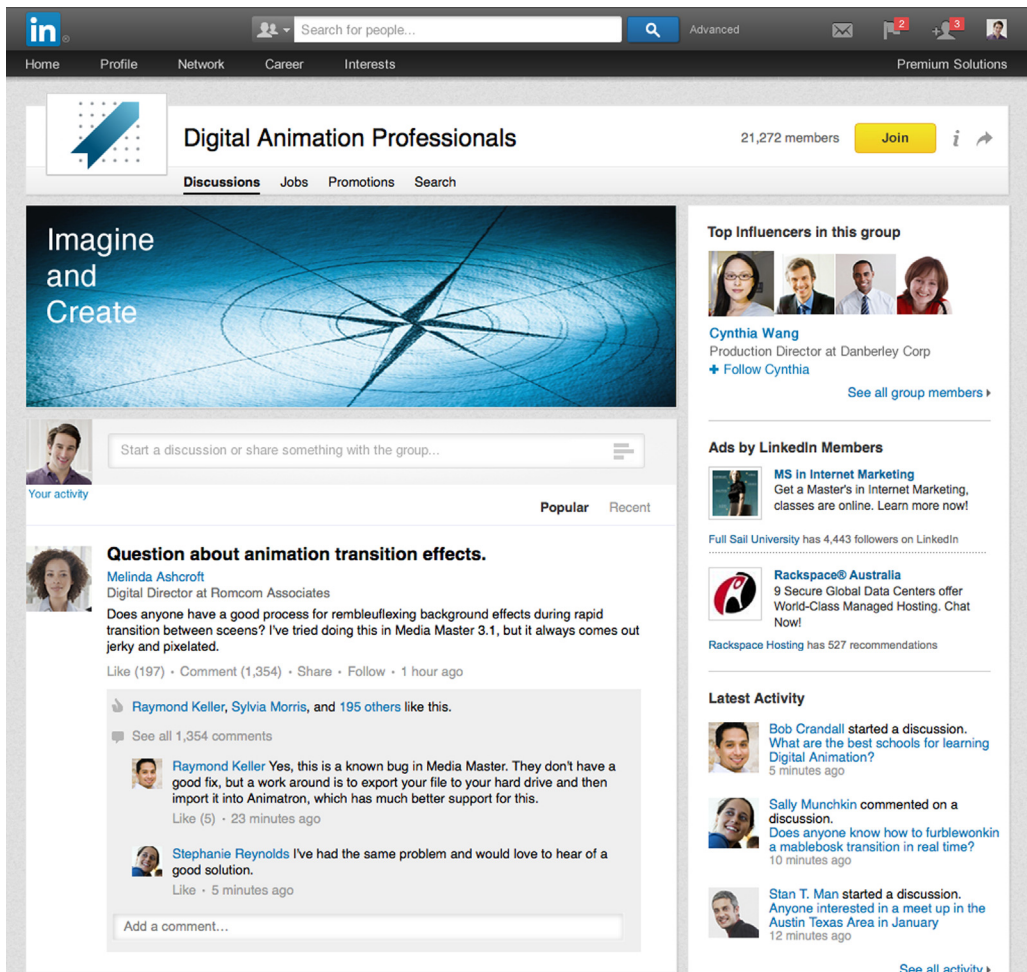 in®
Search for people...
Advanced
2
3
Home Profile Network Career Interests Premium Solutions
Digital Animation Professionals
21,272 members
Join
i
Discussions Jobs Promotions Search
Imagine
and
Create
Start a discussion or share something with the group...
Your activity
Popular Recent
Question about animation transition effects.
Melinda Ashcroft
Digital Director at Romcom Associates
Does anyone have a good process for rembleuflexing background effects during rapid
transition between sceens? I've tried doing this in Media Master 3.1, but it always comes out
jerky and pixelated.
Like (197) • Comment (1,354) • Share • Follow • 1 hour ago
Raymond Keller, Sylvia Morris, and 195 others like this.
See all 1,354 comments
Raymond Keller Yes, this is a known bug in Media Master. They don't have a
good fix, but a work around is to export your file to your hard drive and then
import it into Animatron, which has much better support for this.
Like (5) • 23 minutes ago
Stephanie Reynolds I've had the same problem and would love to hear of a
good solution.
Like • 5 minutes ago
Add a comment...
Top Influencers in this group
Cynthia Wang
Production Director at Danberley Corp
+ Follow Cynthia
See all group members
Ads by LinkedIn Members
MS in Internet Marketing
Get a Master's in Internet Marketing,
classes are online. Learn more now!
Full Sail University has 4,443 followers on LinkedIn
Rackspace® Australia
9 Secure Global Data Centers offer
World-Class Managed Hosting. Chat
Now!
Rackspace Hosting has 527 recommendations
Latest Activity
Bob Crandall started a discussion.
What are the best schools for learning
Digital Animation?
5 minutes ago
Sally Munchkin commented on a
discussion.
Does anyone know how to furblewonkin
a mablebosk transition in real time?
10 minutes ago
Stan T. Man started a discussion.
Anyone interested in a meet up in the
Austin Texas Area in January
12 minutes ago
See all activity